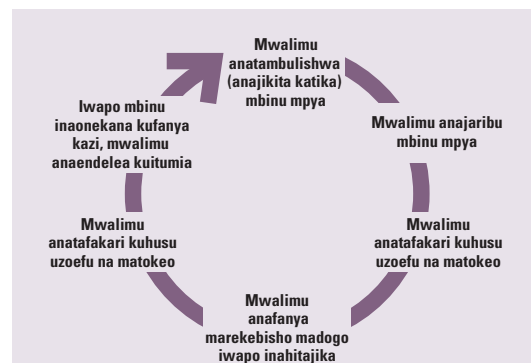 Mwalimu
anatambulishwa
(anajikita katika)
mbinu mpya
Mwalimu anajaribu
mbinu mpya
Mwalimu
anatafakari kuhusu
uzoefu na matokeo
Mwalimu
anafanya
marekebisho madogo
iwapo inahitajika
Mwalimu
anatafakari kuhusu
uzoefu na matokeo
Iwapo mbinu
inaonekana kufanya
kazi, mwalimu
anaendelea kuitumia